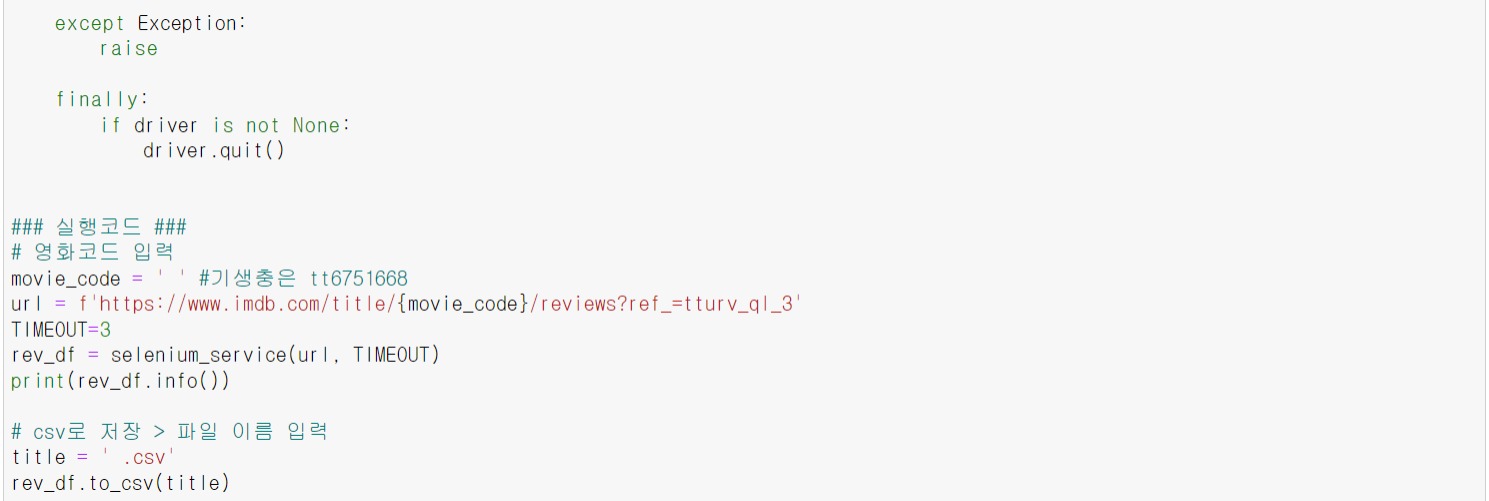 except Exception:
        raise

    finally:
        if driver is not None:
            driver.quit()


### 실행코드 ###
# 영화코드 입력
movie_code = ' ' #기생충은 tt6751668
url = f'https://www.imdb.com/title/{movie_code}/reviews?ref_=tturv_ql_3'
TIMEOUT=3
rev_df = selenium_service(url, TIMEOUT)
print(rev_df.info())

# csv로 저장 > 파일 이름 입력
title = ' .csv'
rev_df.to_csv(title)